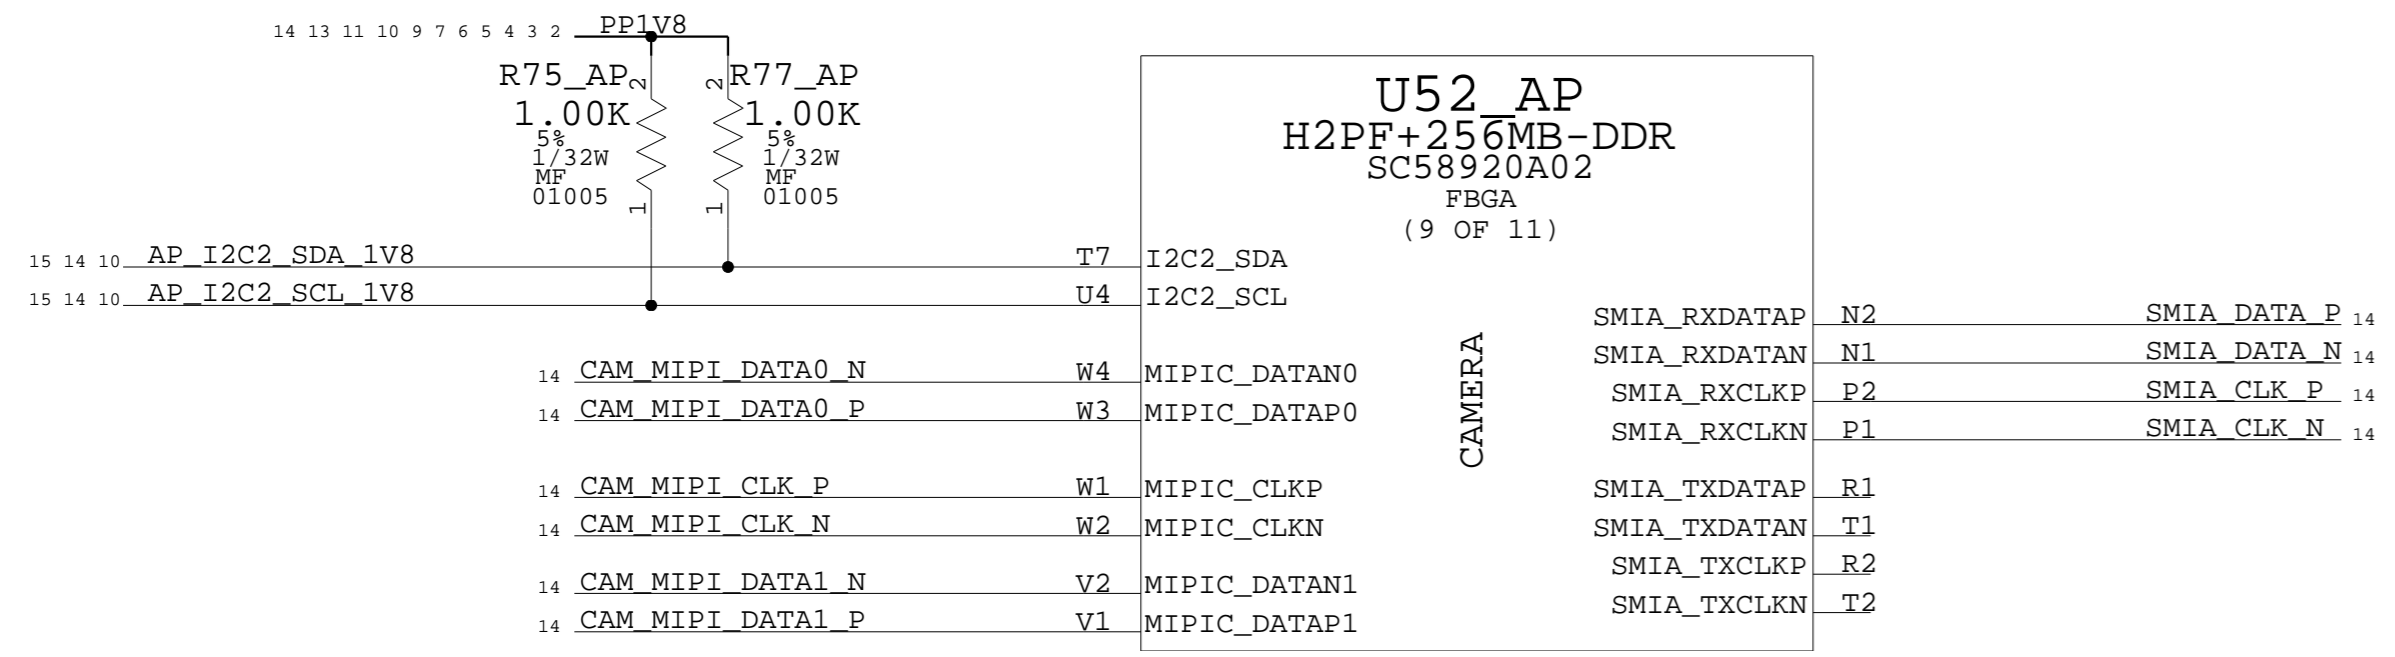 14 13 11 10 9 7 6 5 4 3 2 PP1V8
R75_AP 2
1.00K
5%
1/32W
MF
01005
1
2 R77_AP
1.00K
5%
1/32W
MF
01005
1
U52_AP
H2PF+256MB-DDR
SC58920A02
FBGA
(9 OF 11)
15 14 10 AP_I2C2_SDA_1V8 T7 I2C2_SDA
15 14 10 AP_I2C2_SCL_1V8 U4 I2C2_SCL
14 CAM_MIPI_DATA0_N W4 MIPIC_DATAN0
14 CAM_MIPI_DATA0_P W3 MIPIC_DATAP0
14 CAM_MIPI_CLK_P W1 MIPIC_CLKP
14 CAM_MIPI_CLK_N W2 MIPIC_CLKN
14 CAM_MIPI_DATA1_N V2 MIPIC_DATAN1
14 CAM_MIPI_DATA1_P V1 MIPIC_DATAP1
CAMERA
SMIA_RXDATAP N2 SMIA_DATA_P 14
SMIA_RXDATAN N1 SMIA_DATA_N 14
SMIA_RXCLKP P2 SMIA_CLK_P 14
SMIA_RXCLKN P1 SMIA_CLK_N 14
SMIA_TXDATAP R1
SMIA_TXDATAN T1
SMIA_TXCLKP R2
SMIA_TXCLKN T2